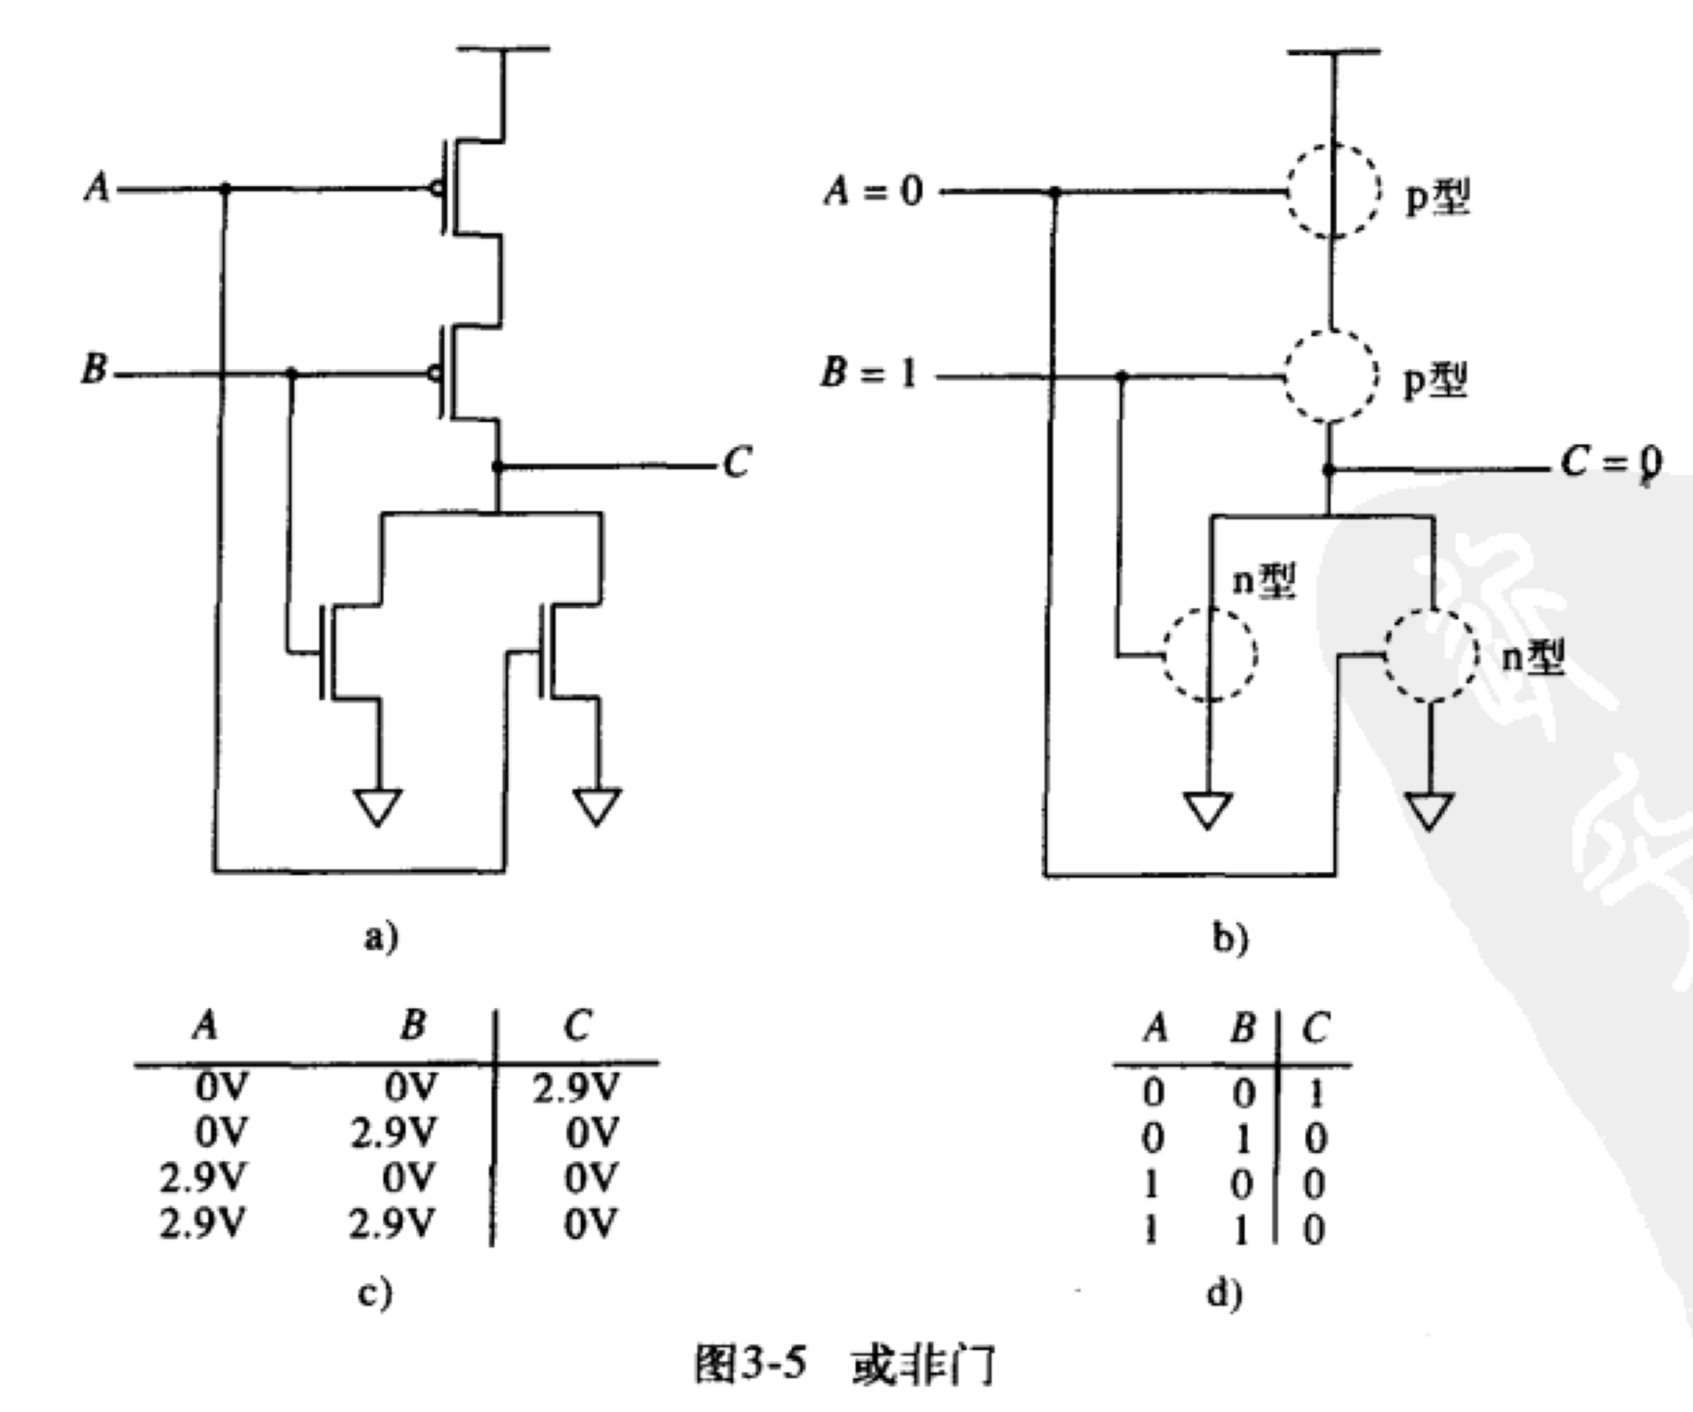 A
B
C
a)
A = 0
p型
B = 1
p型
C = 0
n型
n型
b)
A B C
0V 0V 2.9V
0V 2.9V 0V
2.9V 0V 0V
2.9V 2.9V 0V
c)
A B C
0 0 1
0 1 0
1 0 0
1 1 0
d)
图3-5 或非门